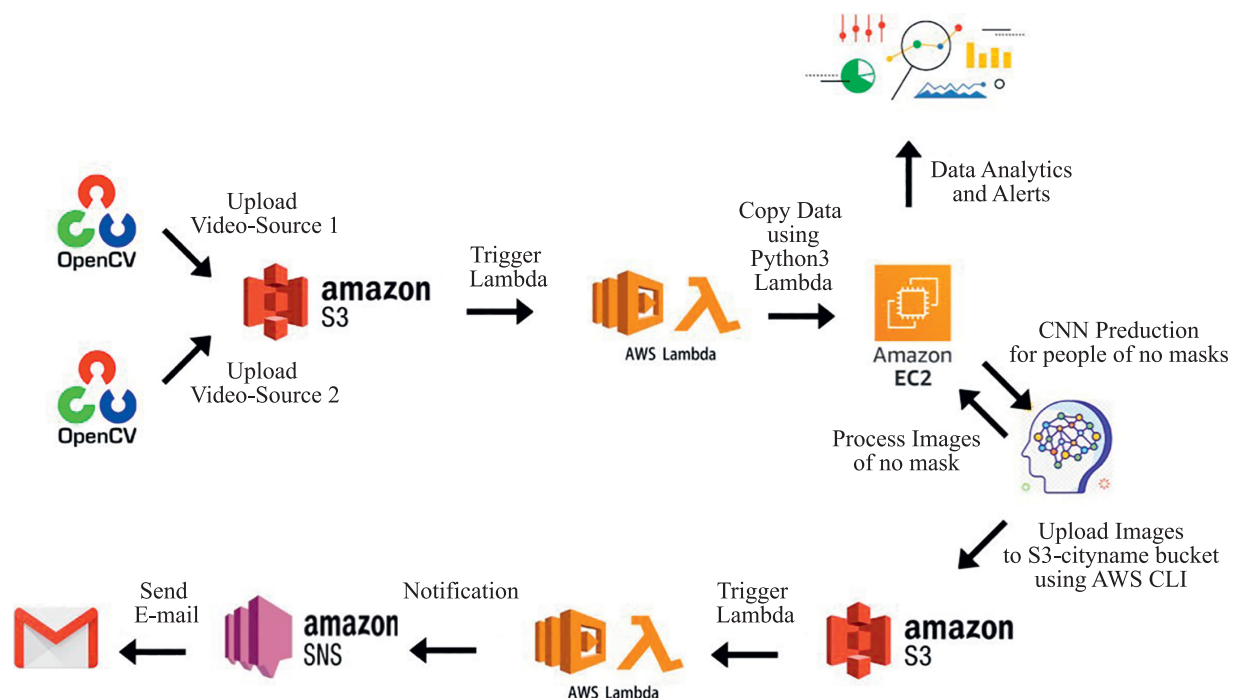 Data Analytics
and Alerts
OpenCV
Upload
Video-Source 1
OpenCV
Upload
Video-Source 2
amazon
S3
Trigger
Lambda
AWS Lambda
Copy Data
using
Python3
Lambda
Amazon
EC2
CNN Preduction
for people of no masks
Process Images
of no mask
Upload Images
to S3-cityname bucket
using AWS CLI
amazon
S3
Trigger
Lambda
AWS Lambda
Notification
amazon
SNS
Send
E-mail